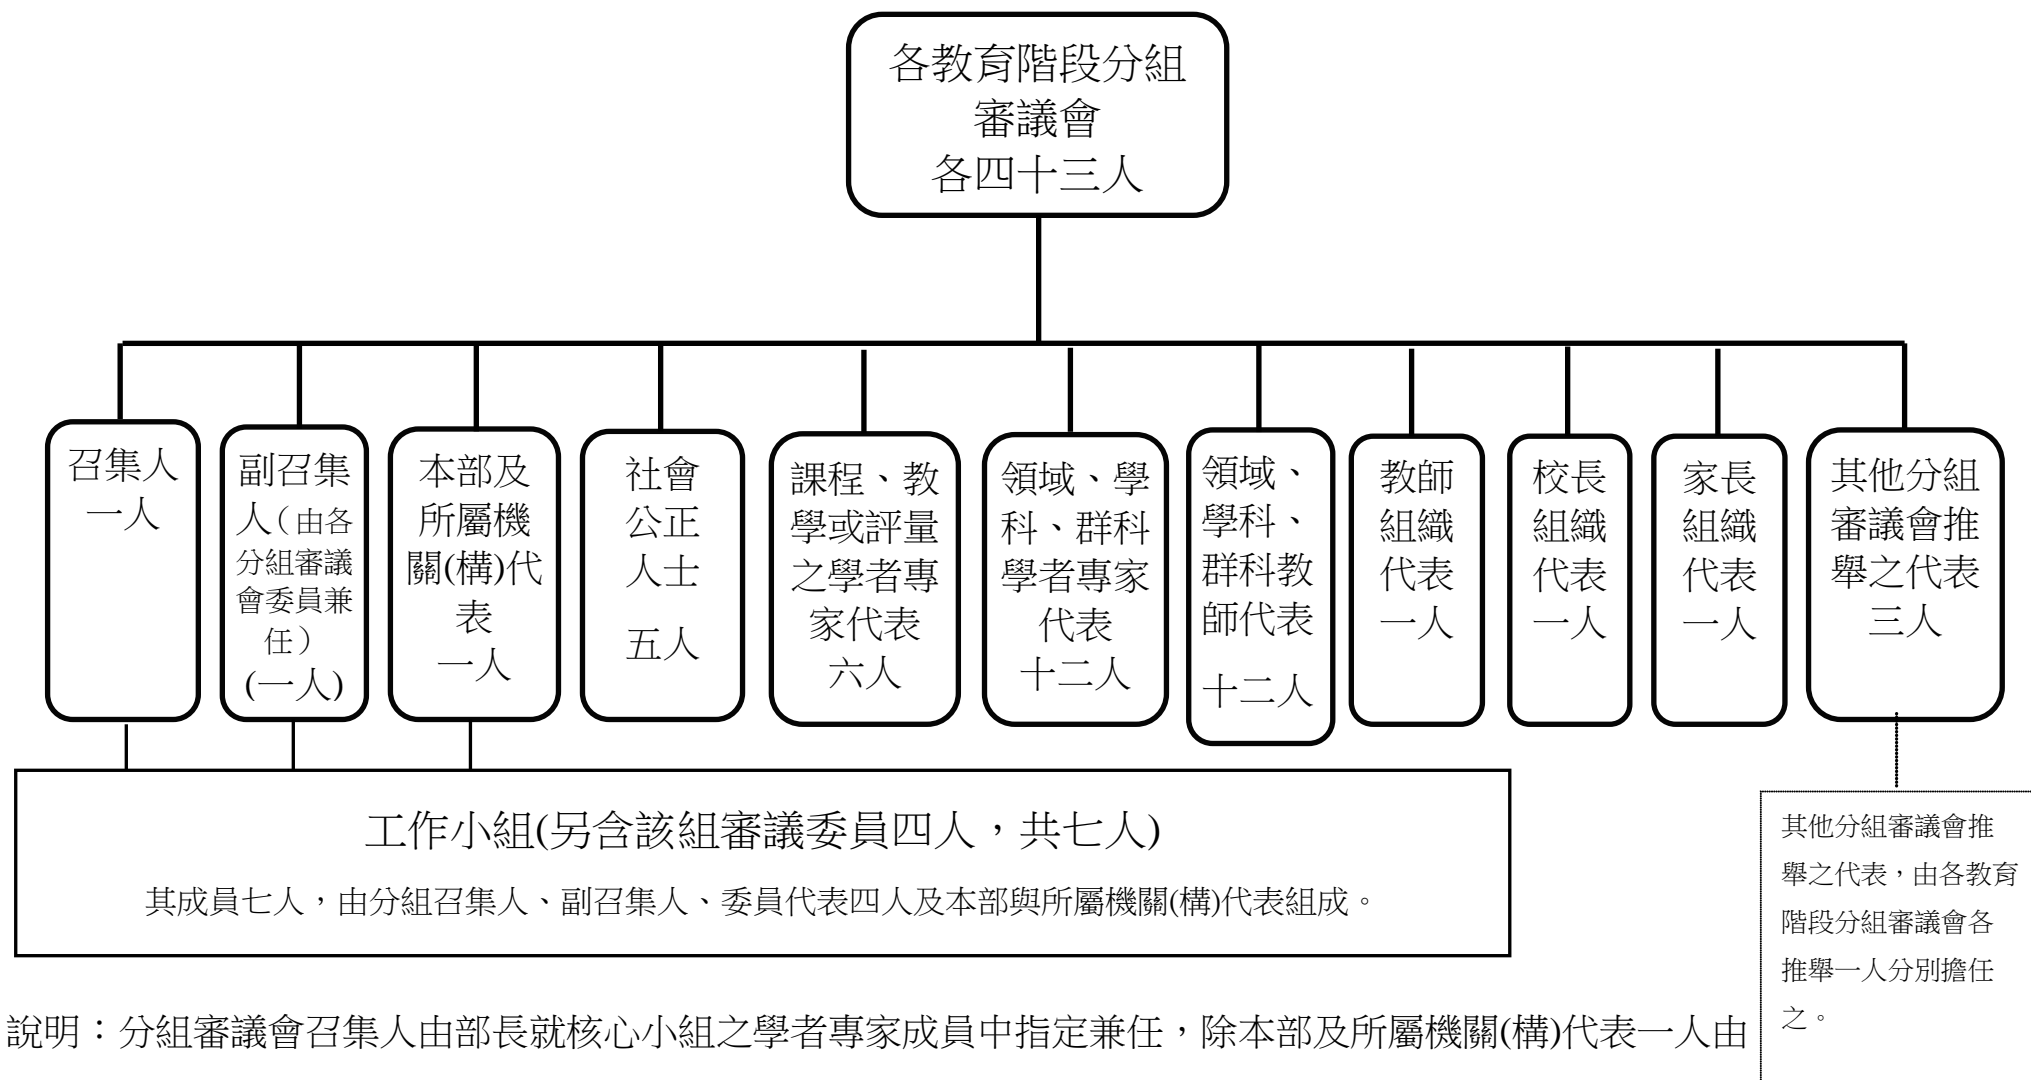 各教育階段分組
審議會
各四十三人
召集人
一人
副召集
人（由各
分組審議
會委員兼
任）
(一人)
本部及
所屬機
關(構)代
表
一人
社會
公正
人士
五人
課程、教
學或評量
之學者專
家代表
六人
領域、學
科、群科
學者專家
代表
十二人
領域、
學科、
群科教
師代表
十二人
教師
組織
代表
一人
校長
組織
代表
一人
家長
組織
代表
一人
其他分組
審議會推
舉之代表
三人
工作小組(另含該組審議委員四人，共七人)
其成員七人，由分組召集人、副召集人、委員代表四人及本部與所屬機關(構)代表組成。
其他分組審議會推
舉之代表，由各教育
階段分組審議會各
推舉一人分別擔任
之。
說明：分組審議會召集人由部長就核心小組之學者專家成員中指定兼任，除本部及所屬機關(構)代表一人由